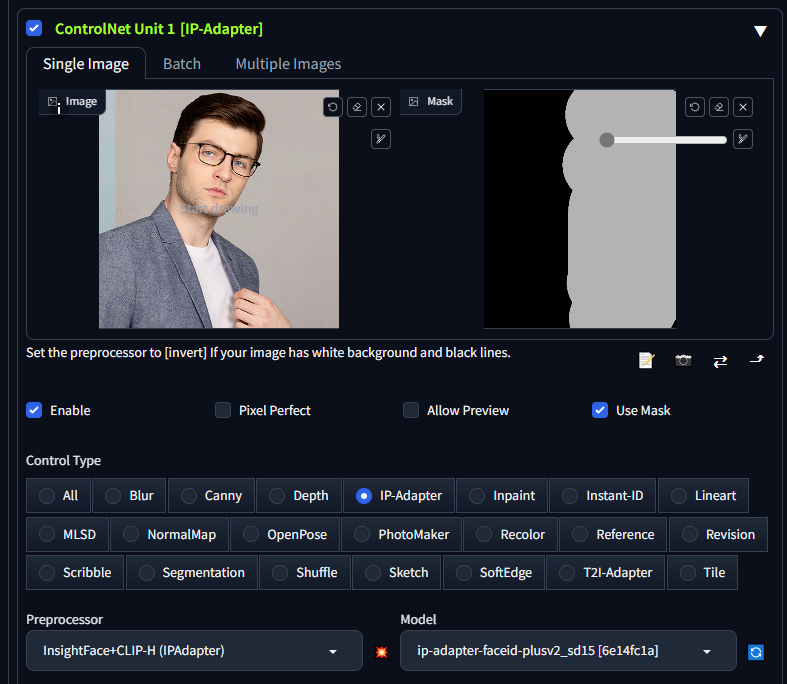 ControlNet Unit 1 [IP-Adapter]
Single Image
Batch
Multiple Images
Image
Mask
Start drawing
Set the preprocessor to [invert] If your image has white background and black lines.
Enable
Pixel Perfect
Allow Preview
Use Mask
Control Type
All
Blur
Canny
Depth
IP-Adapter
Inpaint
Instant-ID
Lineart
MLSD
NormalMap
OpenPose
PhotoMaker
Recolor
Reference
Revision
Scribble
Segmentation
Shuffle
Sketch
SoftEdge
T2I-Adapter
Tile
Preprocessor
Model
InsightFace+CLIP-H (IPAdapter)
ip-adapter-faceid-plusv2_sd15 [6e14fc1a]